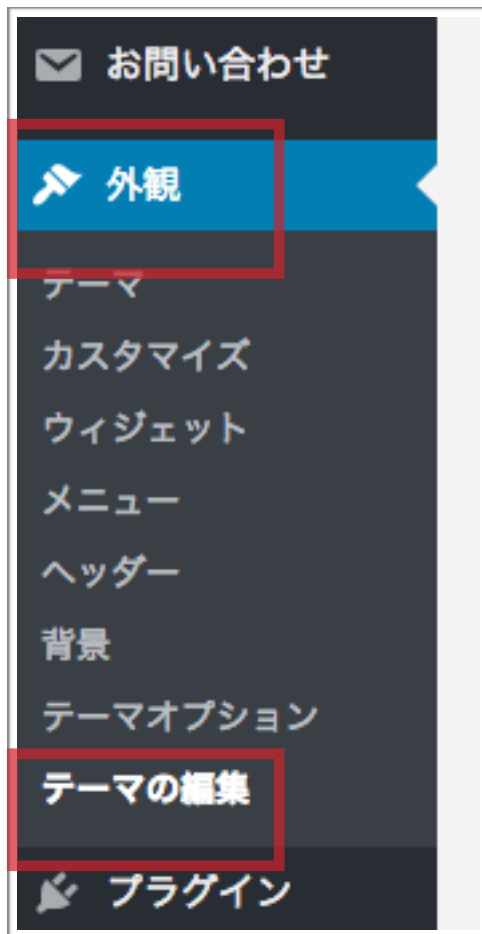 お問い合わせ
外観
テーマ
カスタマイズ
ウィジェット
メニュー
ヘッダー
背景
テーマオプション
テーマの編集
プラグイン